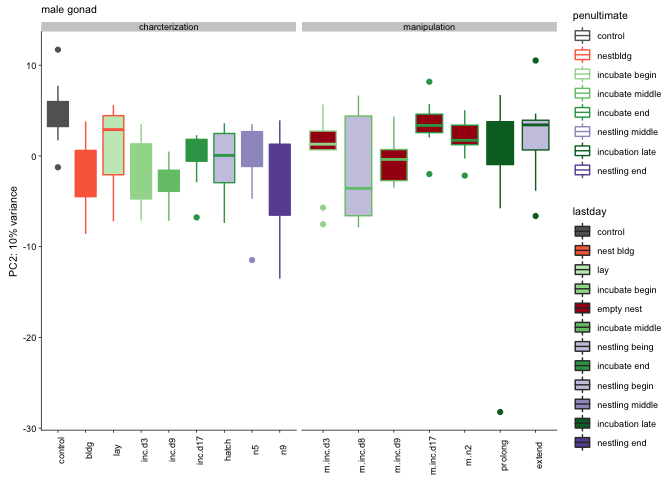 male gonad
charcterization
manipulation
PC2: 10% variance
10
0
-10
-20
-30
control
bldg
lay
inc.d3
inc.d9
inc.d17
hatch
n5
n9
m.inc.d3
m.inc.d8
m.inc.d9
m.inc.d17
m.n2
prolong
extend
penultimate
control
nestbldg
incubate begin
incubate middle
incubate end
nestling middle
incubation late
nestling end
lastday
control
nest bldg
lay
incubate begin
empty nest
incubate middle
nestling being
incubate end
nestling begin
nestling middle
incubation late
nestling end